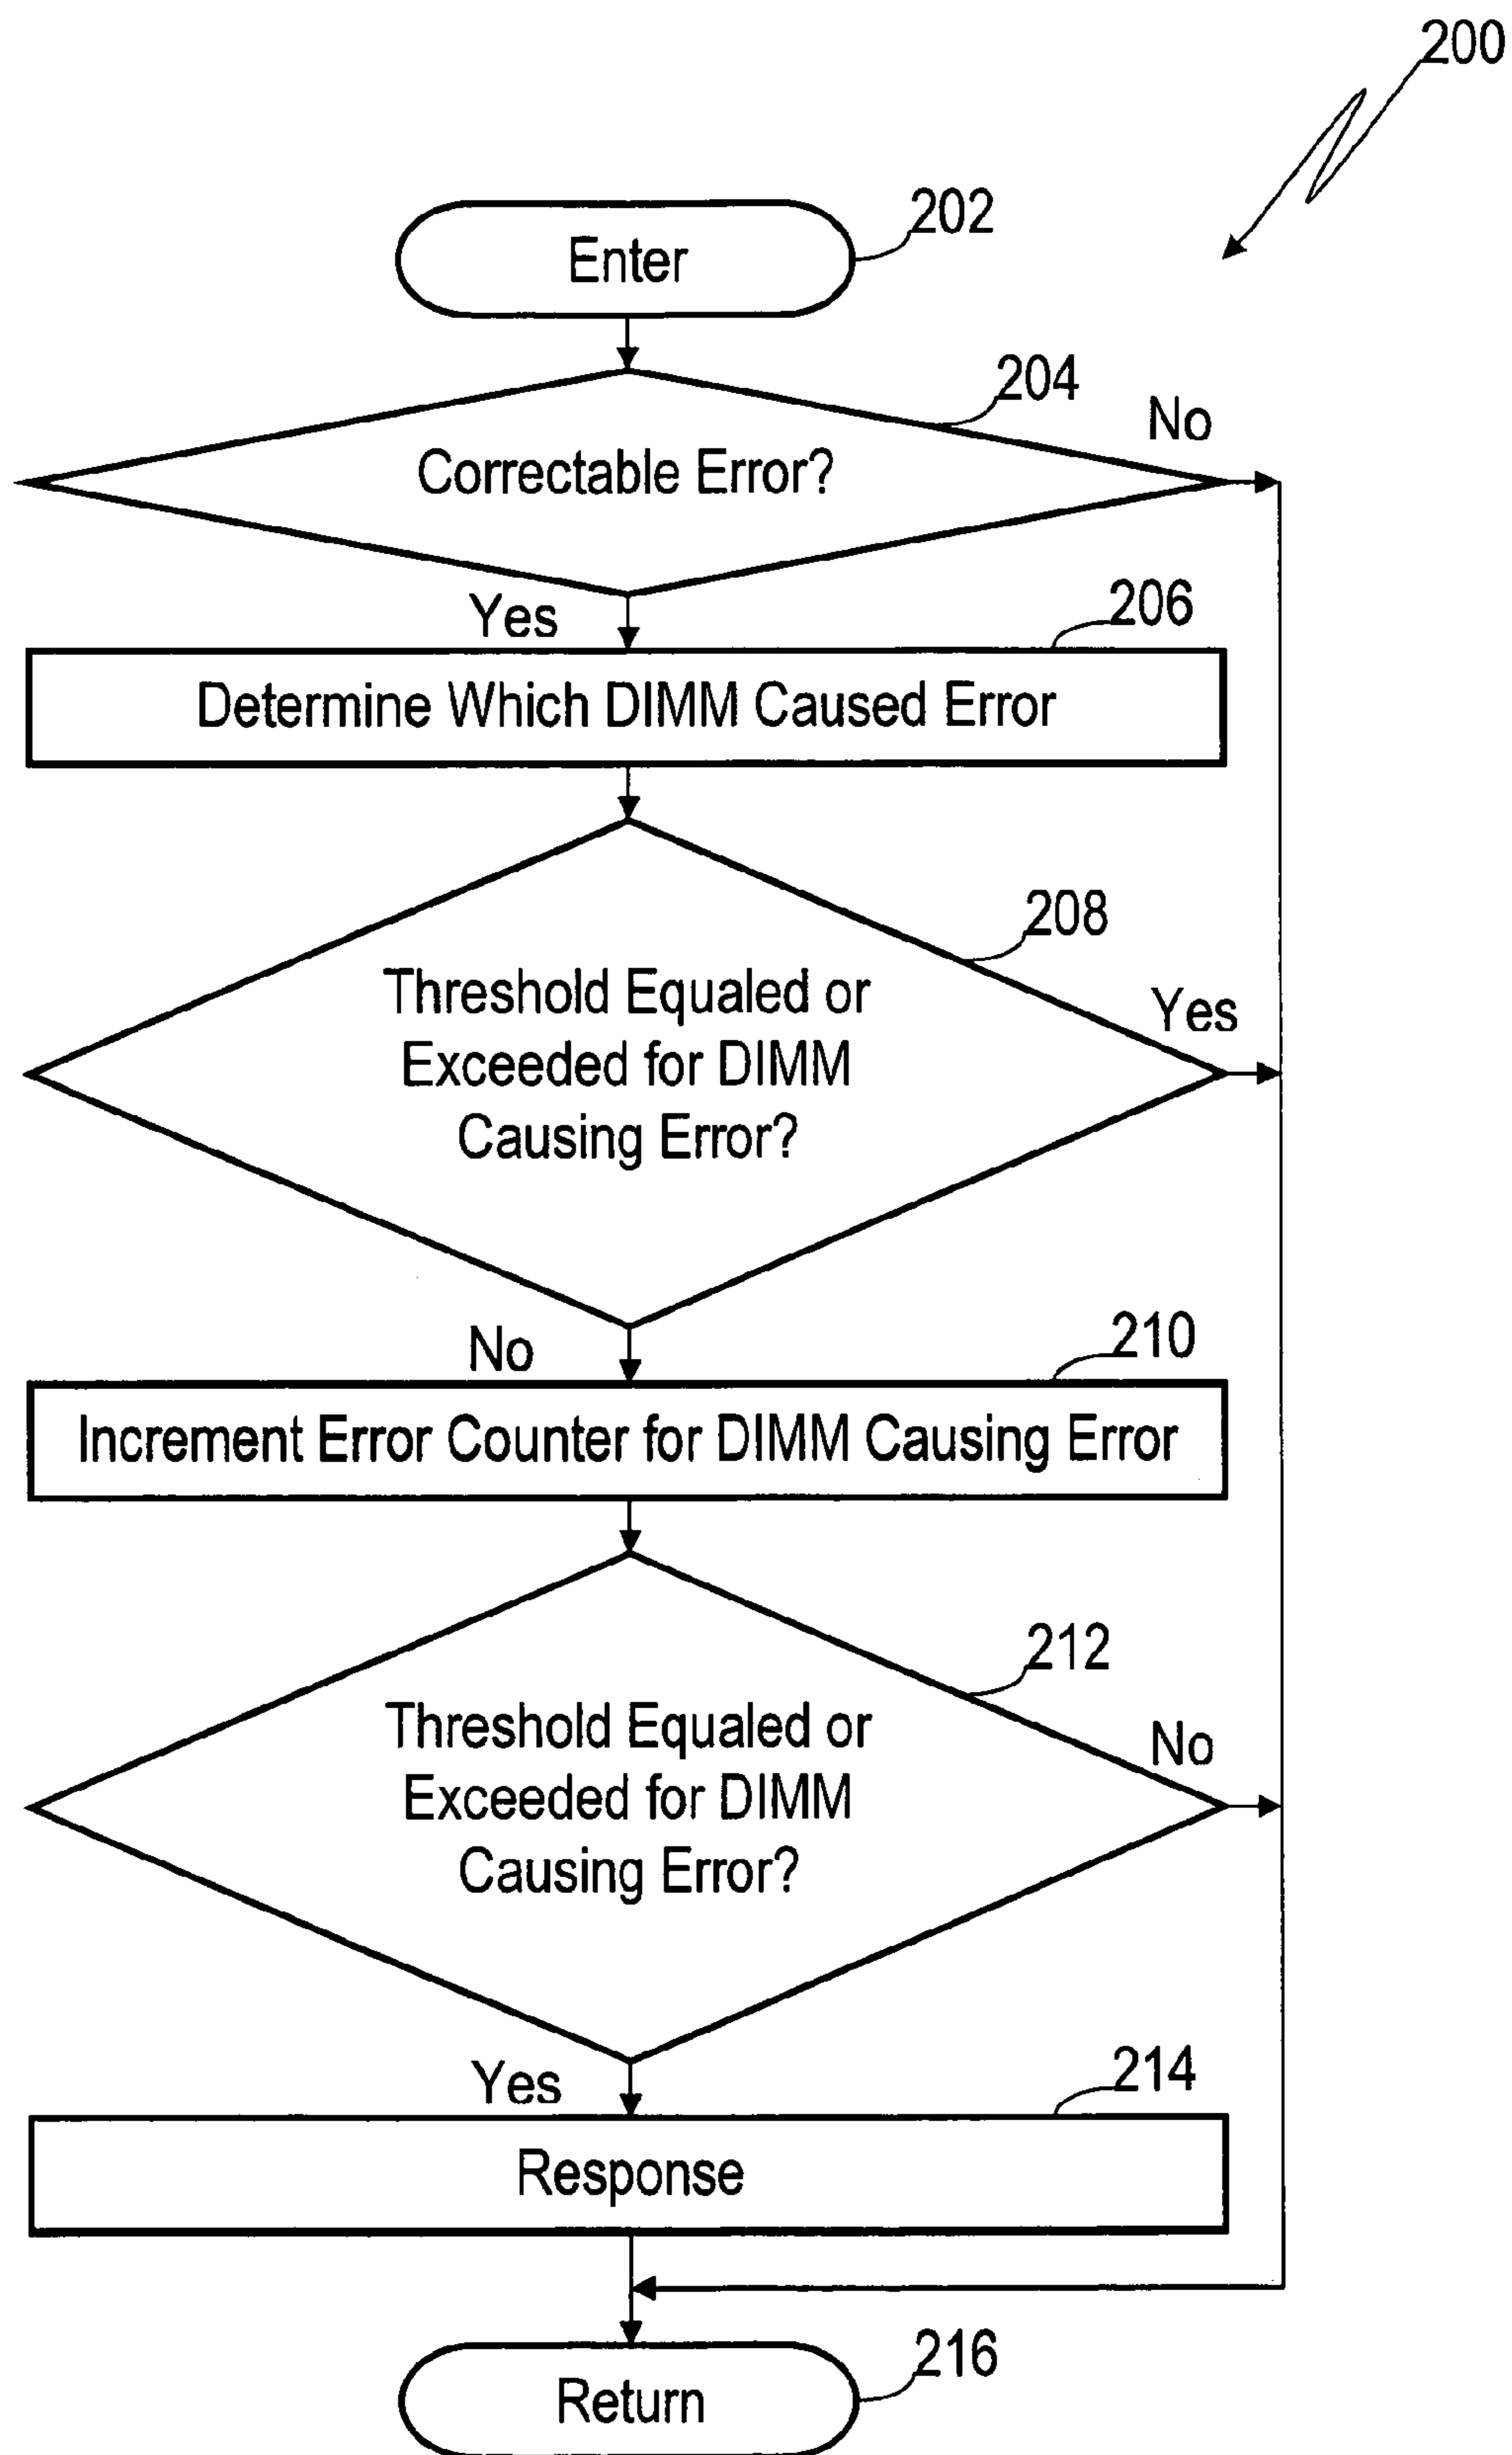 200
202
Enter
204
No
Correctable Error?
Yes
206
Determine Which DIMM Caused Error
208
Threshold Equaled or
Exceeded for DIMM
Causing Error?
Yes
No
210
Increment Error Counter for DIMM Causing Error
212
Threshold Equaled or
Exceeded for DIMM
Causing Error?
No
Yes
214
Response
216
Return